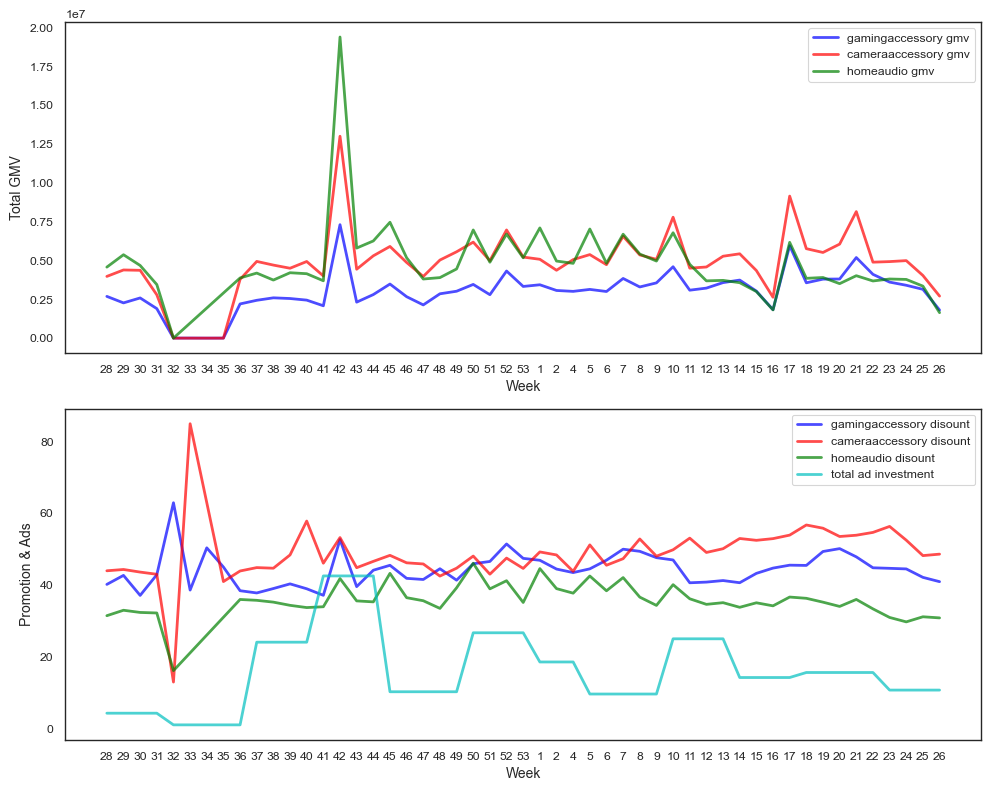 1e7
2.00
1.75
1.50
1.25
1.00
0.75
0.50
0.25
0.00
Total GMV
gamingaccessory gmv
cameraaccessory gmv
homeaudio gmv
28 29 30 31 32 33 34 35 36 37 38 39 40 41 42 43 44 45 46 47 48 49 50 51 52 53 1 2 4 5 6 7 8 9 10 11 12 13 14 15 16 17 18 19 20 21 22 23 24 25 26
Week
80
60
40
20
0
Promotion & Ads
gamingaccessory disount
cameraaccessory disount
homeaudio disount
total ad investment
28 29 30 31 32 33 34 35 36 37 38 39 40 41 42 43 44 45 46 47 48 49 50 51 52 53 1 2 4 5 6 7 8 9 10 11 12 13 14 15 16 17 18 19 20 21 22 23 24 25 26
Week